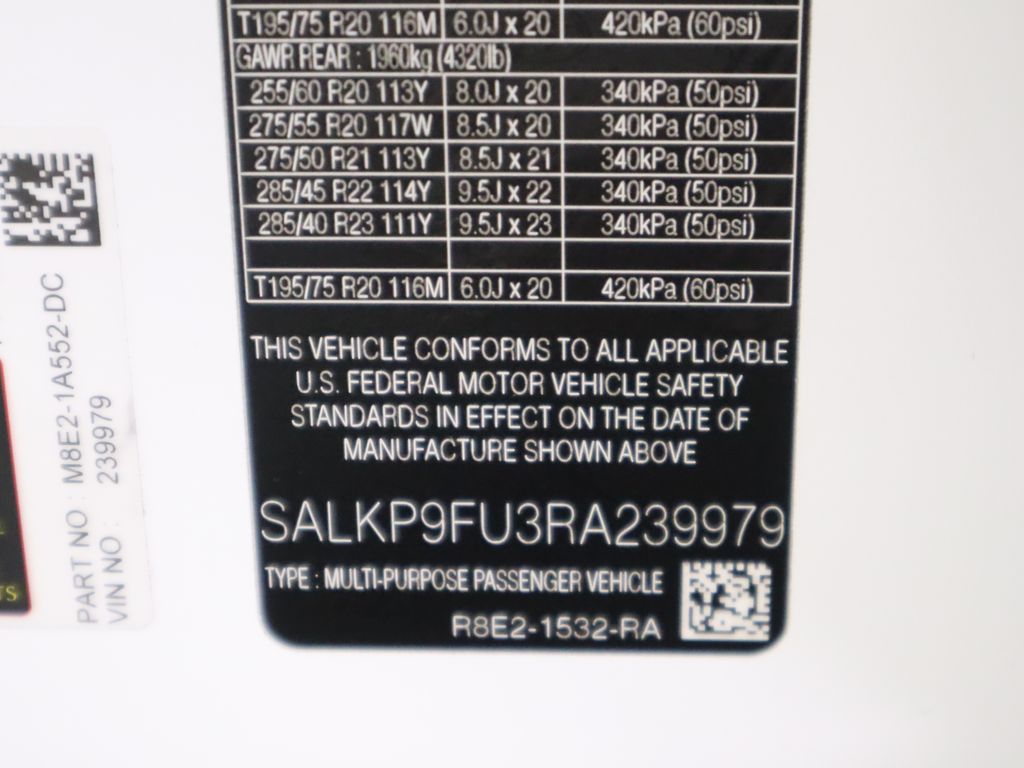 T195/75 R20 116M 6.0J x 20 420kPa (60psi)
GAWR REAR : 1960kg (4320lb)
255/60 R20 113Y 8.0J x 20 340kPa (50psi)
275/55 R20 117W 8.5J x 20 340kPa (50psi)
275/50 R21 113Y 8.5J x 21 340kPa (50psi)
285/45 R22 114Y 9.5J x 22 340kPa (50psi)
285/40 R23 111Y 9.5J x 23 340kPa (50psi)
T195/75 R20 116M 6.0J x 20 420kPa (60psi)
THIS VEHICLE CONFORMS TO ALL APPLICABLE
U.S. FEDERAL MOTOR VEHICLE SAFETY
STANDARDS IN EFFECT ON THE DATE OF
MANUFACTURE SHOWN ABOVE
SALKP9FU3RA239979
TYPE : MULTI-PURPOSE PASSENGER VEHICLE
R8E2-1532-RA
PART NO : M8E2-1A552-DC
VIN NO : 239979